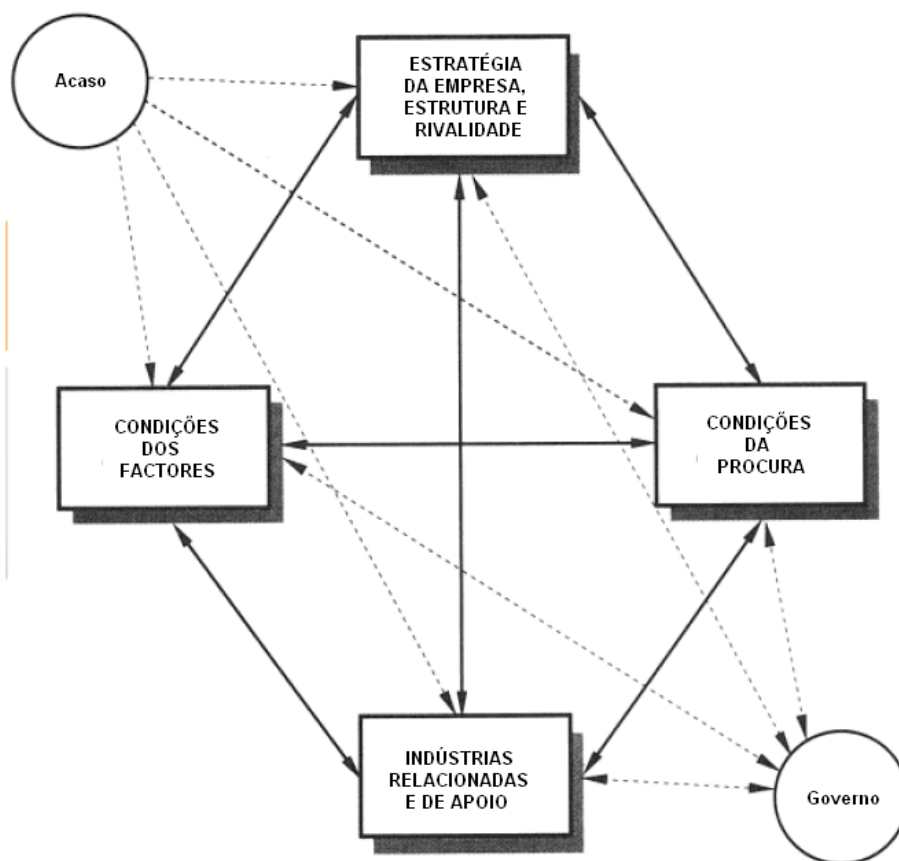 Acaso
ESTRATÉGIA
DA EMPRESA,
ESTRUTURA E
RIVALIDADE
CONDIÇÕES
DOS
FACTORES
CONDIÇÕES
DA
PROCURA
INDÚSTRIAS
RELACIONADAS
E DE APOIO
Governo